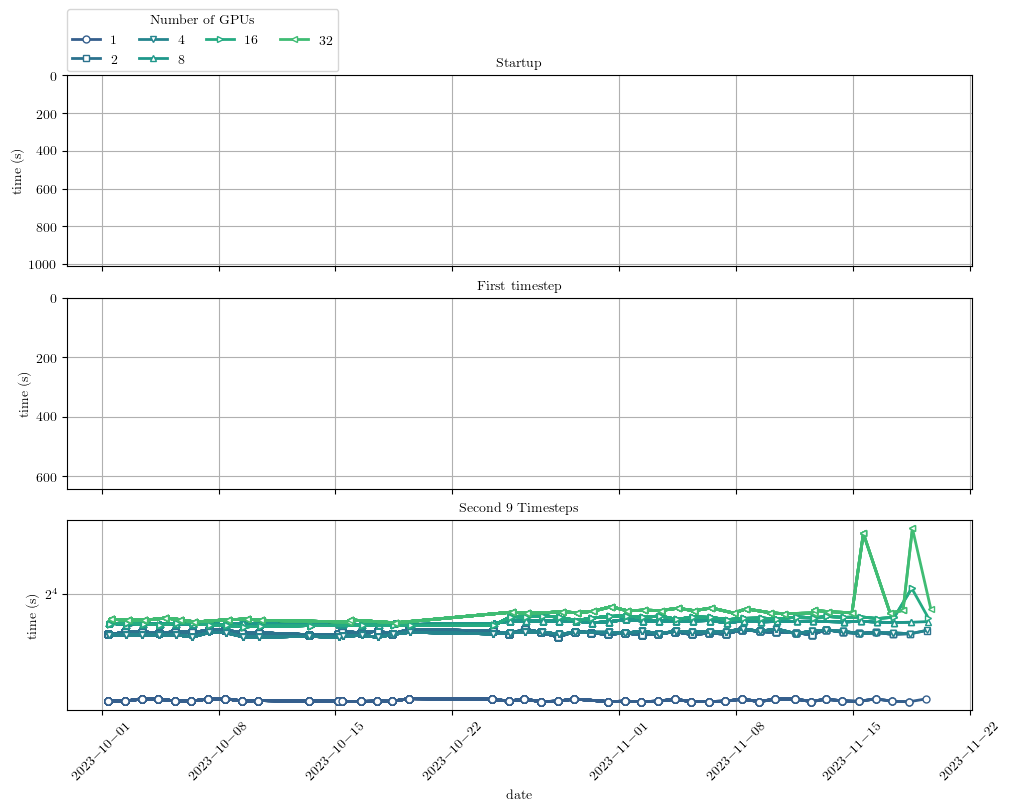 Number of GPUs
1 4 16 32
2 8
Startup
0
200
400
600
800
1000
time (s)
First timestep
0
200
400
600
time (s)
Second 9 Timesteps
2⁴
time (s)
2023−10−01 2023−10−08 2023−10−15 2023−10−22 2023−11−01 2023−11−08 2023−11−15 2023−11−22
date